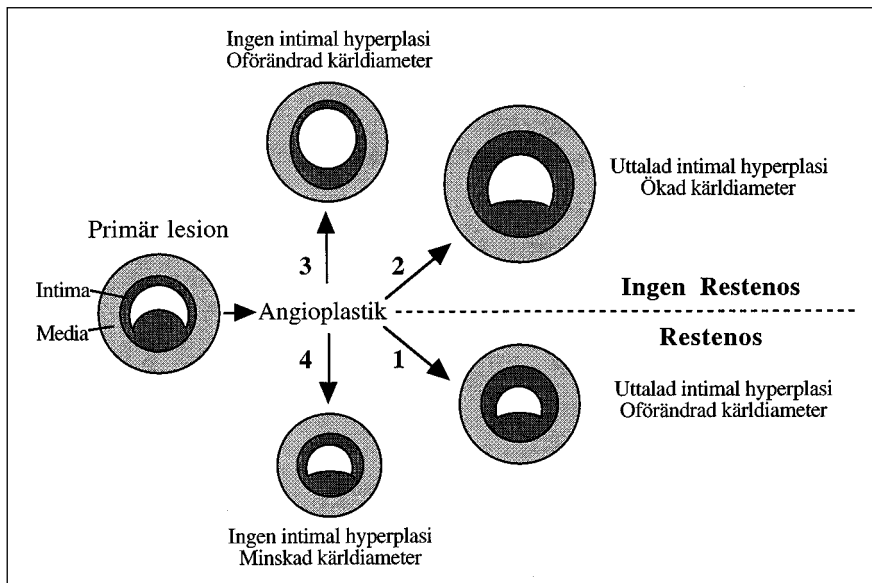 Ingen intimal hyperplasi
Oförändrad kärldiameter
Uttalad intimal hyperplasi
Ökad kärldiameter
Primär lesion
3
2
Intima
Ingen Restenos
Angioplastik
Media
Restenos
4
1
Uttalad intimal hyperplasi
Oförändrad kärldiameter
Ingen intimal hyperplasi
Minskad kärldiameter